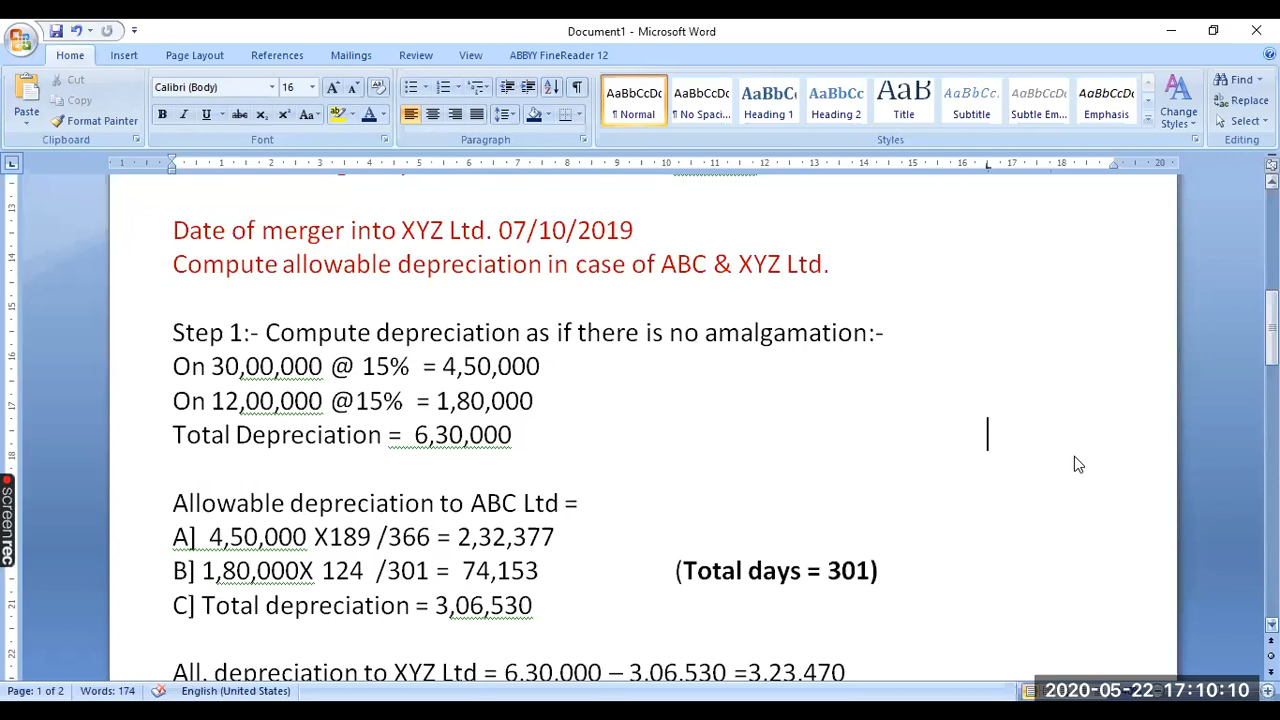 Document1 - Microsoft Word
Home Insert Page Layout References Mailings Review View ABBYY FineReader 12
Paste
Cut
Copy
Format Painter
Clipboard
Calibri (Body) 16
Font
Paragraph
AaBbCcDc AaBbCcDc AaBbC AaBbCc AaB AaBbCc. AaBbCcDc AaBbCcDc
¶ Normal ¶ No Spaci... Heading 1 Heading 2 Title Subtitle Subtle Em... Emphasis
Change Styles
Styles
Find
Replace
Select
Editing
Date of merger into XYZ Ltd. 07/10/2019
Compute allowable depreciation in case of ABC & XYZ Ltd.
Step 1:- Compute depreciation as if there is no amalgamation:-
On 30,00,000 @ 15% = 4,50,000
On 12,00,000 @15% = 1,80,000
Total Depreciation = 6,30,000
Allowable depreciation to ABC Ltd =
A] 4,50,000 X189 /366 = 2,32,377
B] 1,80,000X 124 /301 = 74,153 (Total days = 301)
C] Total depreciation = 3,06,530
All. depreciation to XYZ Ltd = 6,30,000 – 3,06,530 =3,23,470
screenrec
Page: 1 of 2 Words: 174 English (United States)
2020-05-22 17:10:10